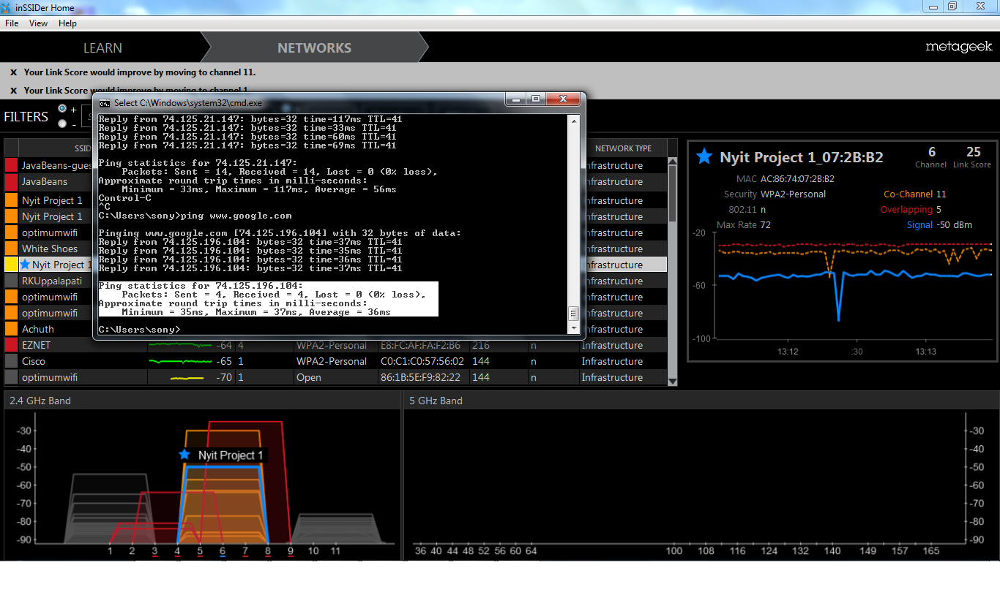 inSSIDer Home
File View Help
LEARN NETWORKS metageek
x Your Link Score would improve by moving to channel 11.
x Your Link Score would improve by moving to channel 1.
FILTERS + -
Select C:\Windows\system32\cmd.exe
Reply from 74.125.21.147: bytes=32 time=117ms TTL=41
Reply from 74.125.21.147: bytes=32 time=33ms TTL=41
Reply from 74.125.21.147: bytes=32 time=60ms TTL=41
Reply from 74.125.21.147: bytes=32 time=69ms TTL=41
Ping statistics for 74.125.21.147:
Packets: Sent = 14, Received = 14, Lost = 0 (0% loss),
Approximate round trip times in milli-seconds:
Minimum = 33ms, Maximum = 117ms, Average = 56ms
Control-C
^C
C:\Users\sony>ping www.google.com
Pinging www.google.com [74.125.196.104] with 32 bytes of data:
Reply from 74.125.196.104: bytes=32 time=37ms TTL=41
Reply from 74.125.196.104: bytes=32 time=35ms TTL=41
Reply from 74.125.196.104: bytes=32 time=36ms TTL=41
Reply from 74.125.196.104: bytes=32 time=37ms TTL=41
Ping statistics for 74.125.196.104:
Packets: Sent = 4, Received = 4, Lost = 0 (0% loss),
Approximate round trip times in milli-seconds:
Minimum = 35ms, Maximum = 37ms, Average = 36ms
C:\Users\sony>
SSID NETWORK TYPE
JavaBeans-gues nfrastructure
JavaBeans nfrastructure
Nyit Project 1 nfrastructure
Nyit Project 1 nfrastructure
optimumwifi nfrastructure
White Shoes nfrastructure
Nyit Project 1 nfrastructure
RKUppalapati nfrastructure
optimumwifi nfrastructure
optimumwifi nfrastructure
Achuth nfrastructure
EZNET -64 4 WPA2-Personal E8:FC:AF:FA:F2:B6 216 n Infrastructure
Cisco -65 1 WPA2-Personal C0:C1:C0:57:56:02 144 n Infrastructure
optimumwifi -70 1 Open 86:1B:5E:F9:82:22 144 n Infrastructure
Nyit Project 1_07:2B:B2 6 25
Channel Link Score
MAC AC:86:74:07:2B:B2
Security WPA2-Personal Co-Channel 11
802.11 n Overlapping 5
Max Rate 72 Signal -50 dBm
-20
-60
-100
13:12 :30 13:13
2.4 GHz Band
-30
-40
-50
-60
-70
-80
-90
Nyit Project 1
1 2 3 4 5 6 7 8 9 10 11
5 GHz Band
-30
-40
-50
-60
-70
-80
-90
36 40 44 48 52 56 60 64 100 108 116 124 132 140 149 157 165